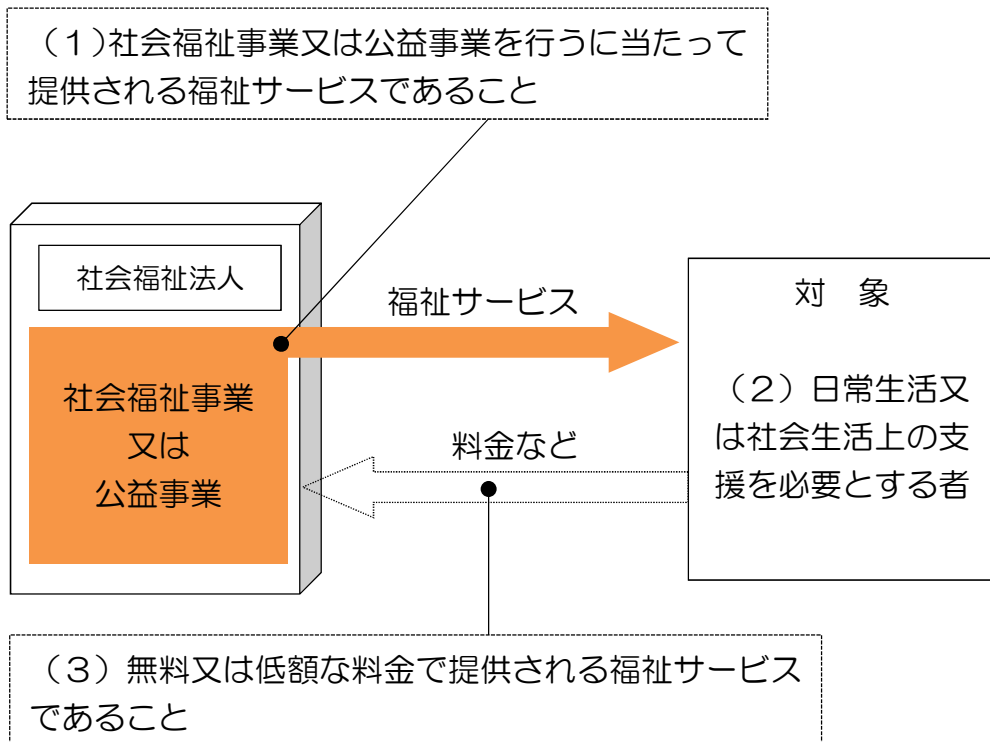 （１）社会福祉事業又は公益事業を行うに当たって
提供される福祉サービスであること
社会福祉法人
社会福祉事業
又は
公益事業
福祉サービス
料金など
対　象
（２）日常生活又
は社会生活上の支
援を必要とする者
（３）無料又は低額な料金で提供される福祉サービス
であること